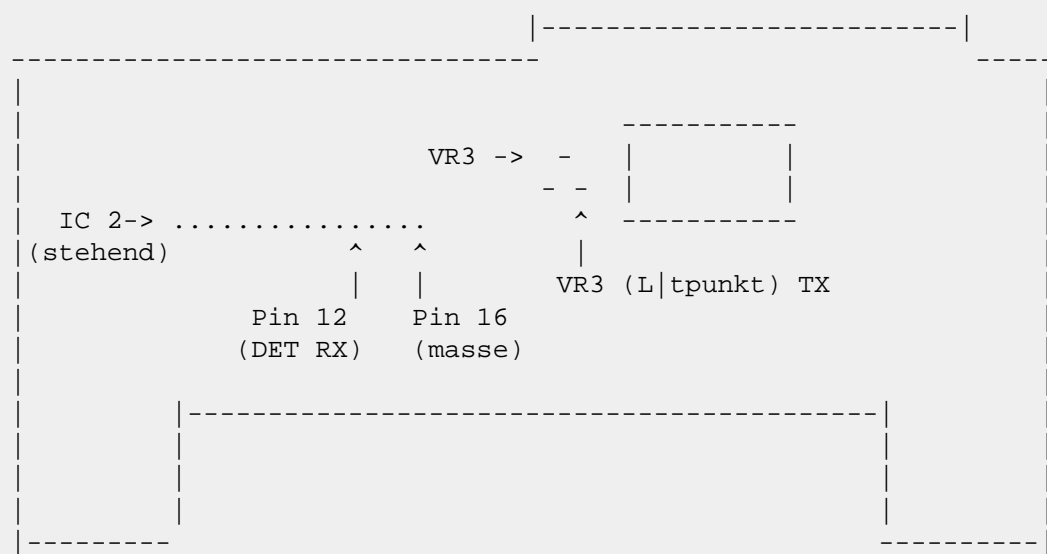 VR3 ->
IC 2-> ................
(stehend)
VR3 (L|tpunkt) TX
Pin 12 Pin 16
(DET RX) (masse)